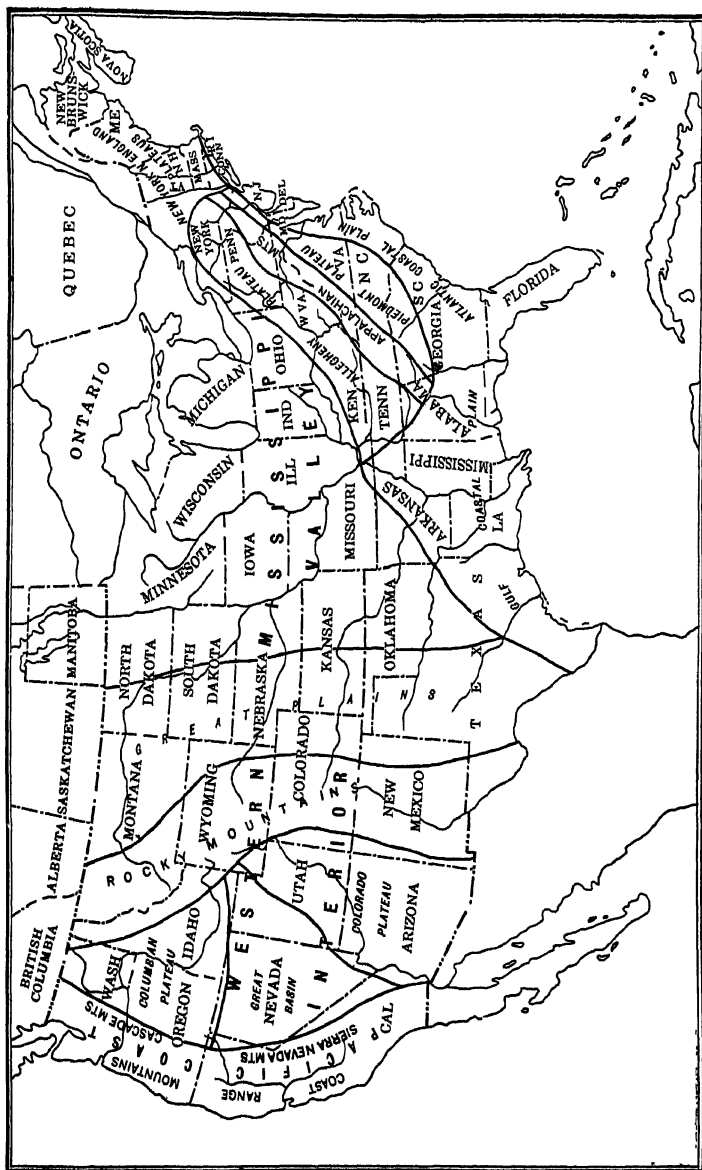 BRITISH
COLUMBIA
ALBERTA
SASKATCHEWAN
MANITOBA
ONTARIO
QUEBEC
NEW
BRUNS
WICK
NOVA SCOTIA
WASH
COLUMBIAN
PLATEAU
OREGON
IDAHO
MONTANA
NORTH
DAKOTA
SOUTH
DAKOTA
MINNESOTA
WISCONSIN
MICHIGAN
NEW YORK N ENGLAND
PLATEAUS
ME
VT
NH
MASS
CONN
R I
NEW
YORK
PENN
N J
MD
DEL
WYOMING
NEBRASKA
IOWA
ILL
IND
OHIO
W VA
VA
GREAT
NEVADA
BASIN
UTAH
COLORADO
KANSAS
MISSOURI
KEN
TENN
N C
S C
CAL
COLORADO
PLATEAU
ARIZONA
NEW
MEXICO
OKLAHOMA
TEXAS
ARKANSAS
LA
MISSISSIPPI
ALABAMA
GEORGIA
FLORIDA
COAST
RANGE
MOUNTAINS
CASCADE MTS
SIERRA NEVADA MTS
PACIFIC COAST
WESTERN
INTERIOR
ROCKY MOUNTAINS
GREAT PLAINS
MISSISSIPPI
VALLEY
ALLEGHENY PLATEAU
APPALACHIAN MTS
PIEDMONT PLATEAU
ATLANTIC COASTAL PLAIN
GULF COASTAL PLAIN